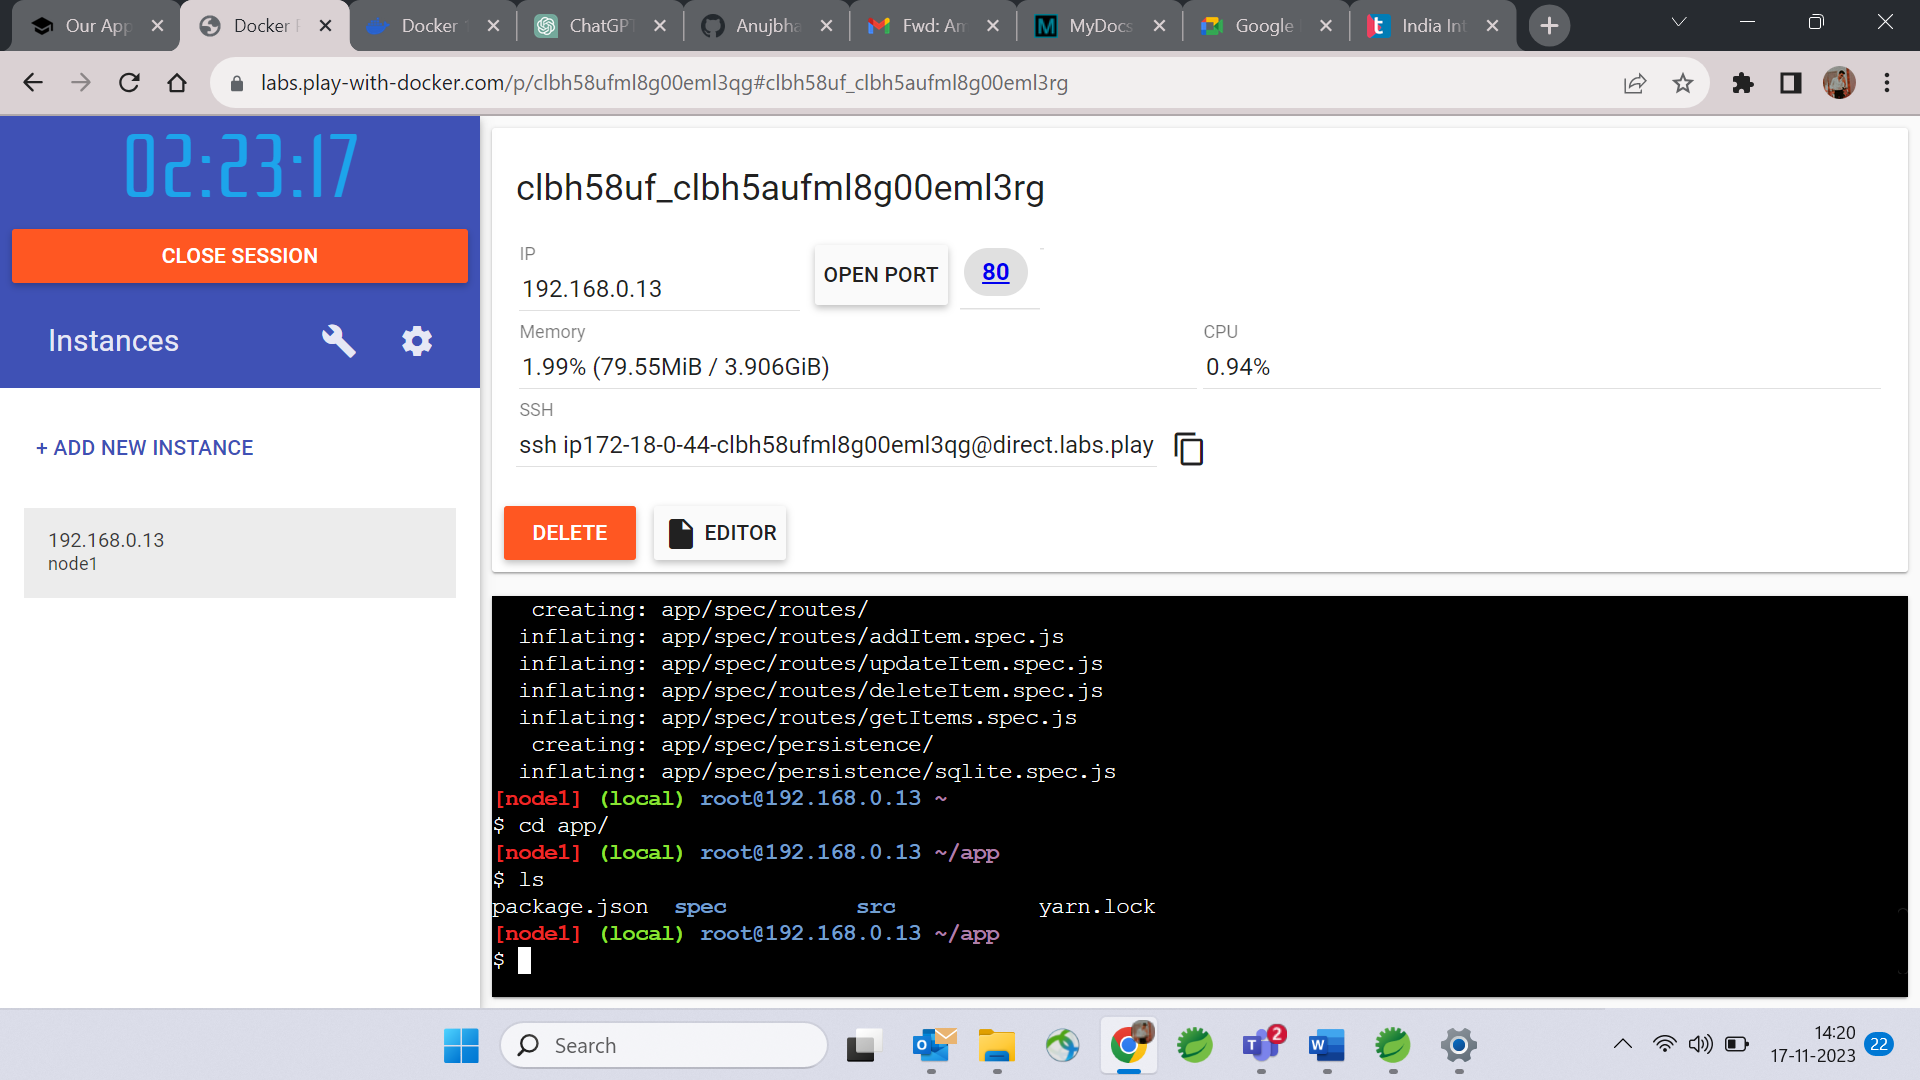 Our App
Docker
Docker
ChatGPT
Anujbha
Fwd: Am
MyDocs
Google
India Int
labs.play-with-docker.com/p/clbh58ufml8g00eml3qg#clbh58uf_clbh5aufml8g00eml3rg
02:23:17
CLOSE SESSION
Instances
+ ADD NEW INSTANCE
192.168.0.13
node1
clbh58uf_clbh5aufml8g00eml3rg
IP
192.168.0.13
OPEN PORT
80
Memory
1.99% (79.55MiB / 3.906GiB)
CPU
0.94%
SSH
ssh ip172-18-0-44-clbh58ufml8g00eml3qg@direct.labs.play
DELETE
EDITOR
creating: app/spec/routes/
inflating: app/spec/routes/addItem.spec.js
inflating: app/spec/routes/updateItem.spec.js
inflating: app/spec/routes/deleteItem.spec.js
inflating: app/spec/routes/getItems.spec.js
creating: app/spec/persistence/
inflating: app/spec/persistence/sqlite.spec.js
[node1] (local) root@192.168.0.13 ~
$ cd app/
[node1] (local) root@192.168.0.13 ~/app
$ ls
package.json spec src yarn.lock
[node1] (local) root@192.168.0.13 ~/app
$
Search
2
14:20
17-11-2023
22